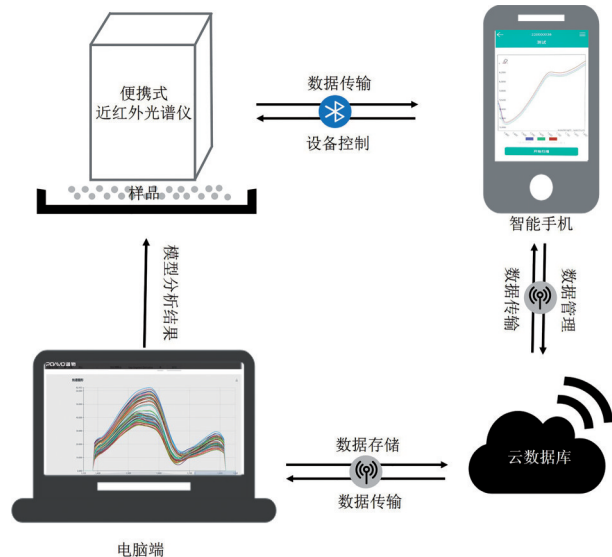 便携式
近红外光谱仪
样品
数据传输
设备控制
测试
智能手机
模型分析结果
数据传输
数据管理
云数据库
数据存储
数据传输
电脑端